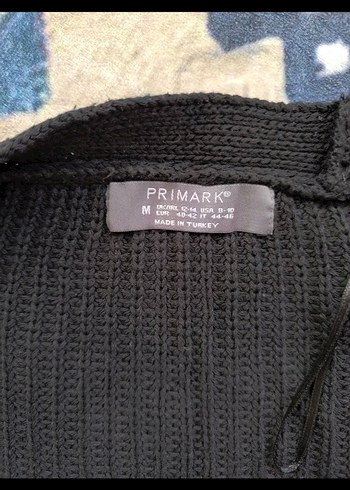 PRIMARK®
M UK/IRL 12-14 USA 8-10
EUR 40-42 IT 44-46
MADE IN TURKEY